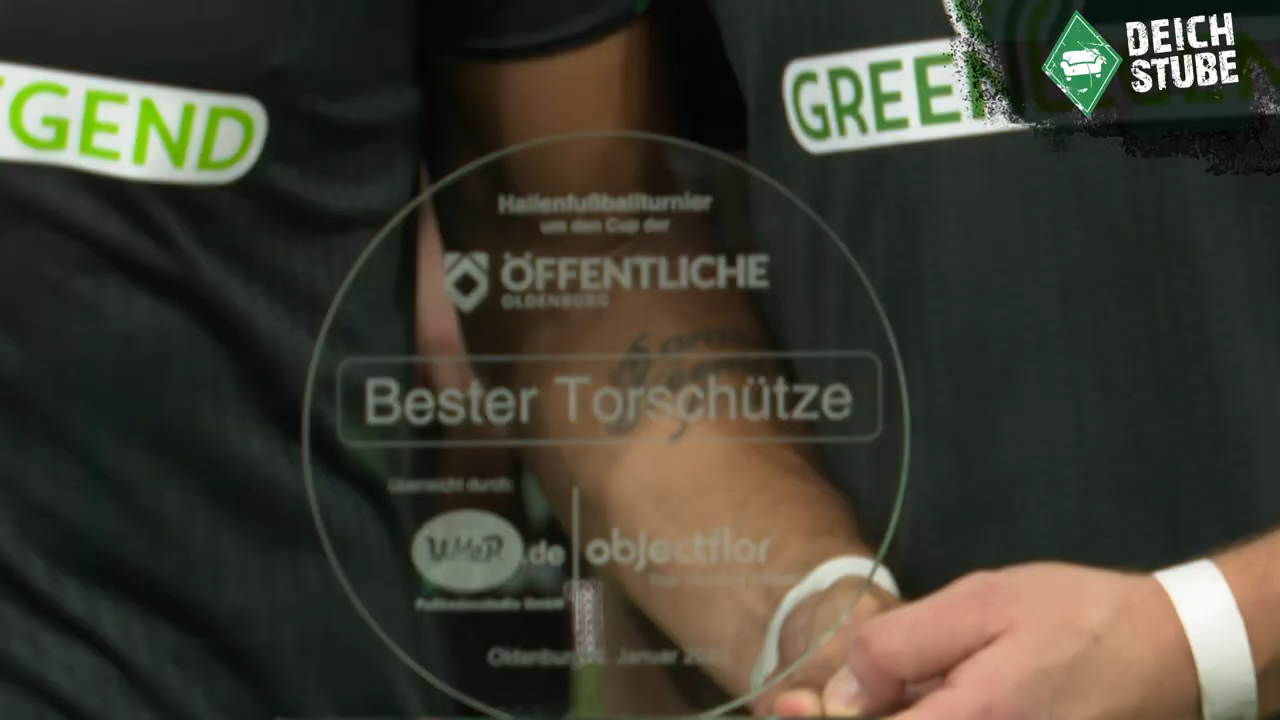 DEICH
STUBE
GEND
GREE
Hallenfußballturnier
um den Cup der
ÖFFENTLICHE
OLDENBURG
Bester Torschütze
überreicht durch:
.de
objectflor
Oldenburg Januar